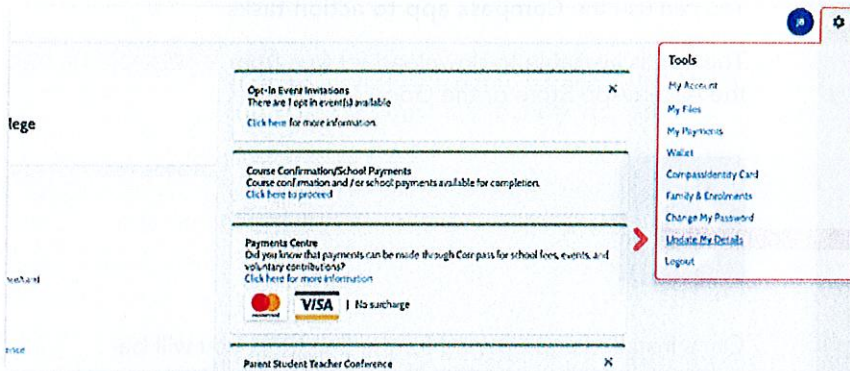 Opt-In Event Invitations
There are 1 opt in event(s) available
Click here for more information
lege
Course Confirmation/School Payments
Course confirmation and / or school payments available for completion.
Click here to proceed
Payments Centre
Did you know that payments can be made through Compass for school fees, events, and
voluntary contributions?
Click here for more information
VISA | No surcharge
Parent Student Teacher Conference
Tools
My Account
My Files
My Payments
Wallet
CompassIdentity Card
Family & Enrolments
Change My Password
Update My Details
Logout